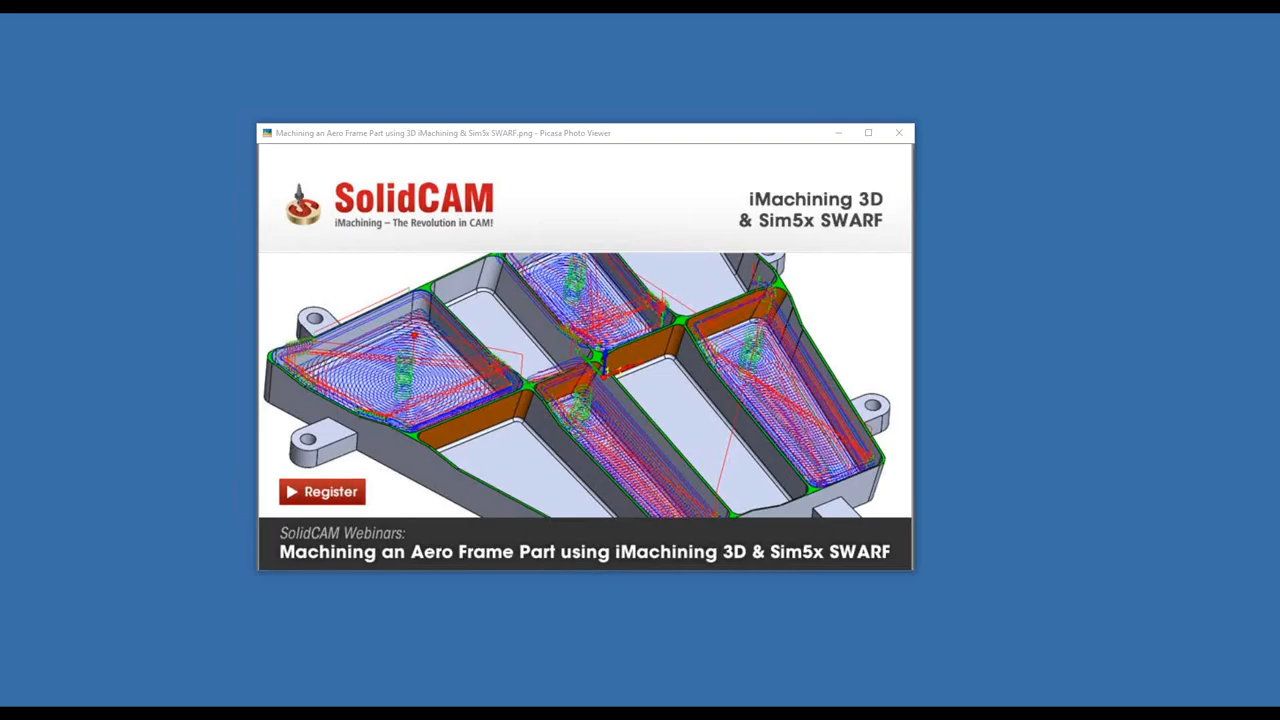 Machining an Aero Frame Part using 3D iMachining & Sim5x SWARF.png - Picasa Photo Viewer
SolidCAM
iMachining – The Revolution in CAM!
iMachining 3D
& Sim5x SWARF
Register
SolidCAM Webinars:
Machining an Aero Frame Part using iMachining 3D & Sim5x SWARF